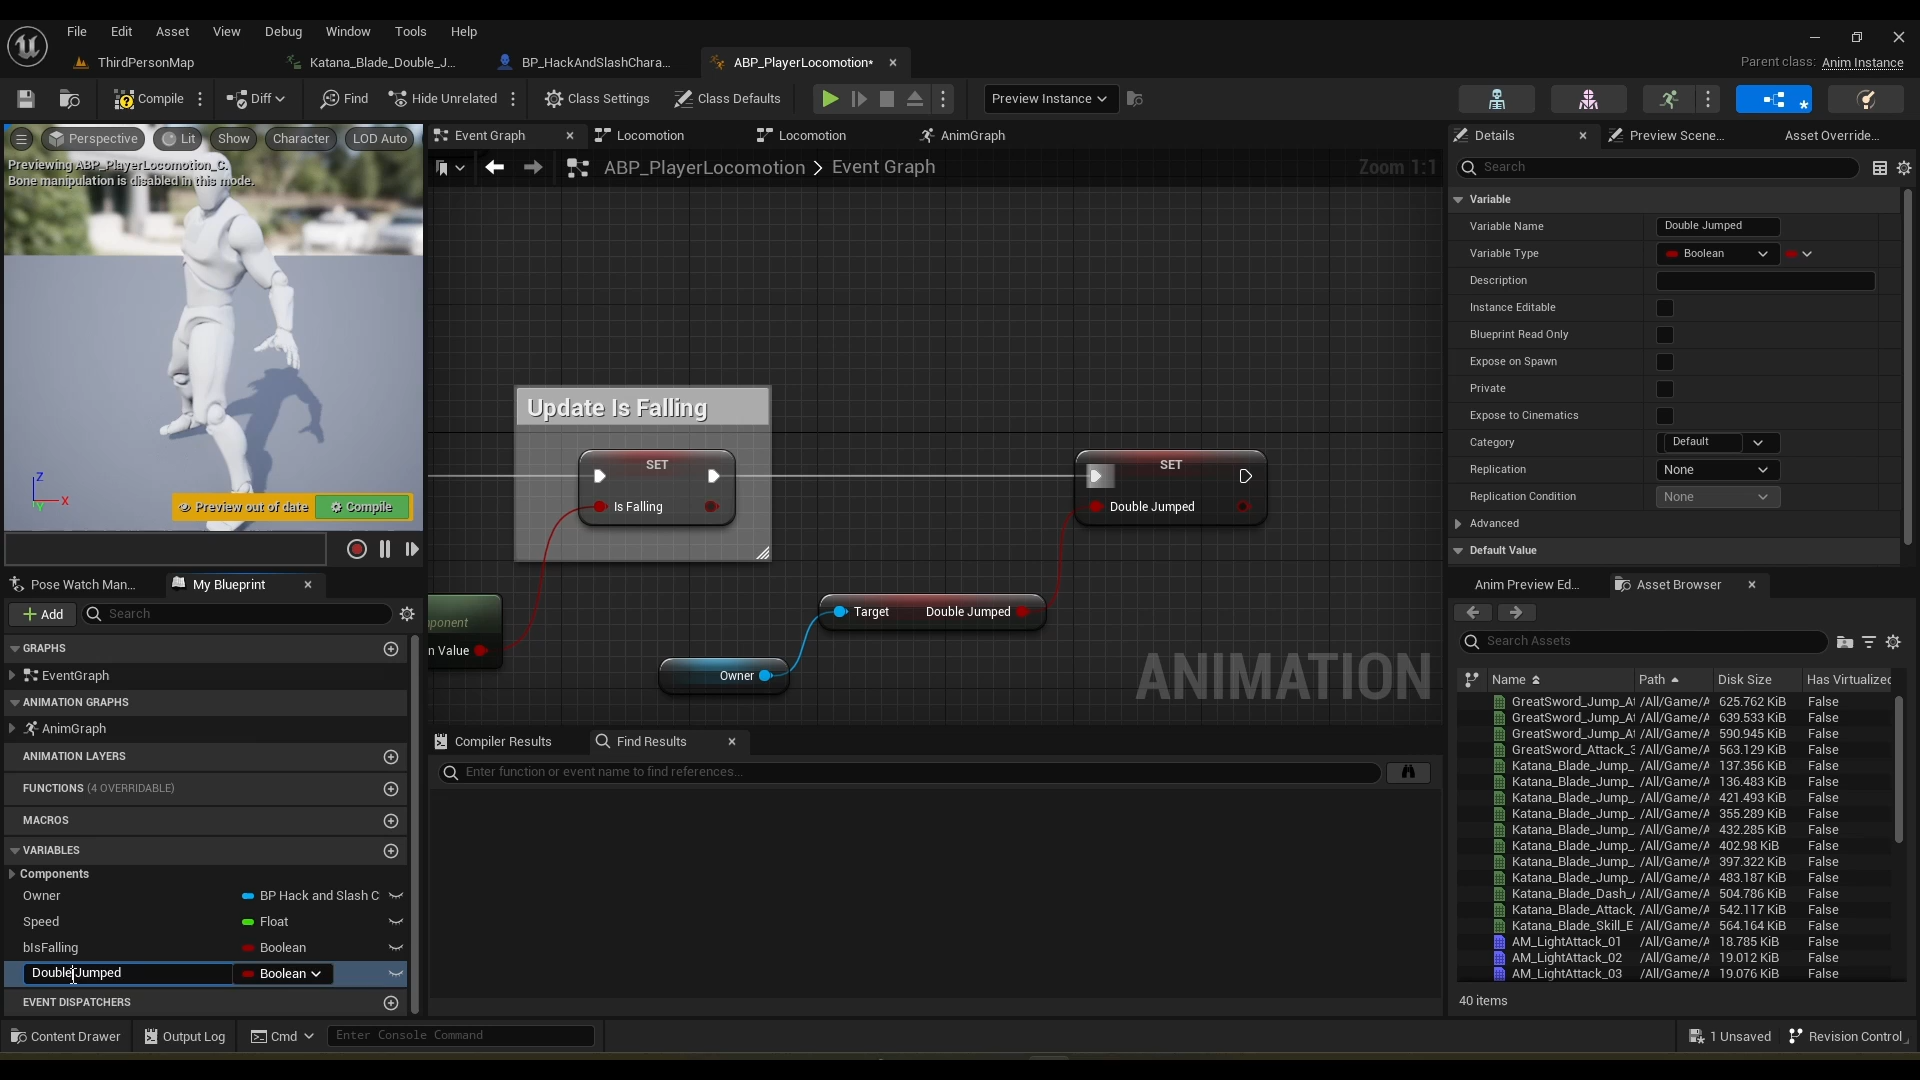 File Edit Asset View Window Debug Tools Help
ThirdPersonMap
Katana_Blade_Double_J...
BP_HackAndSlashChara...
ABP_PlayerLocomotion*
Parent class: Anim Instance
Compile
Diff
Find
Hide Unrelated
Class Settings
Class Defaults
Preview Instance
Perspective
Lit
Show
Character
LOD Auto
Previewing ABP_PlayerLocomotion_C.
Bone manipulation is disabled in this mode.
Z
X
Y
Preview out of date
Compile
Event Graph
Locomotion
Locomotion
AnimGraph
ABP_PlayerLocomotion > Event Graph
Zoom 1:1
Update Is Falling
SET
Is Falling
SET
Double Jumped
Target
Double Jumped
Owner
ponent
n Value
ANIMATION
Pose Watch Man...
My Blueprint
Add
Search
GRAPHS
EventGraph
ANIMATION GRAPHS
AnimGraph
ANIMATION LAYERS
FUNCTIONS (4 OVERRIDABLE)
MACROS
VARIABLES
Components
Owner BP Hack and Slash C
Speed Float
bIsFalling Boolean
DoubleJumped Boolean
EVENT DISPATCHERS
Compiler Results
Find Results
Enter function or event name to find references...
Details
Preview Scene...
Asset Override...
Search
Variable
Variable Name Double Jumped
Variable Type Boolean
Description
Instance Editable
Blueprint Read Only
Expose on Spawn
Private
Expose to Cinematics
Category Default
Replication None
Replication Condition None
Advanced
Default Value
Anim Preview Ed...
Asset Browser
Search Assets
Name Path Disk Size Has Virtualized
GreatSword_Jump_At /All/Game/A 625.762 KiB False
GreatSword_Jump_At /All/Game/A 639.533 KiB False
GreatSword_Jump_At /All/Game/A 590.945 KiB False
GreatSword_Attack_3 /All/Game/A 563.129 KiB False
Katana_Blade_Jump_ /All/Game/A 137.356 KiB False
Katana_Blade_Jump_ /All/Game/A 136.483 KiB False
Katana_Blade_Jump_ /All/Game/A 421.493 KiB False
Katana_Blade_Jump_ /All/Game/A 355.289 KiB False
Katana_Blade_Jump_ /All/Game/A 432.285 KiB False
Katana_Blade_Jump_ /All/Game/A 402.98 KiB False
Katana_Blade_Jump_ /All/Game/A 397.322 KiB False
Katana_Blade_Jump_ /All/Game/A 483.187 KiB False
Katana_Blade_Dash_ /All/Game/A 504.786 KiB False
Katana_Blade_Attack_ /All/Game/A 542.117 KiB False
Katana_Blade_Skill_E /All/Game/A 564.164 KiB False
AM_LightAttack_01 /All/Game/A 18.785 KiB False
AM_LightAttack_02 /All/Game/A 19.012 KiB False
AM_LightAttack_03 /All/Game/A 19.076 KiB False
40 items
Content Drawer
Output Log
Cmd
Enter Console Command
1 Unsaved
Revision Control